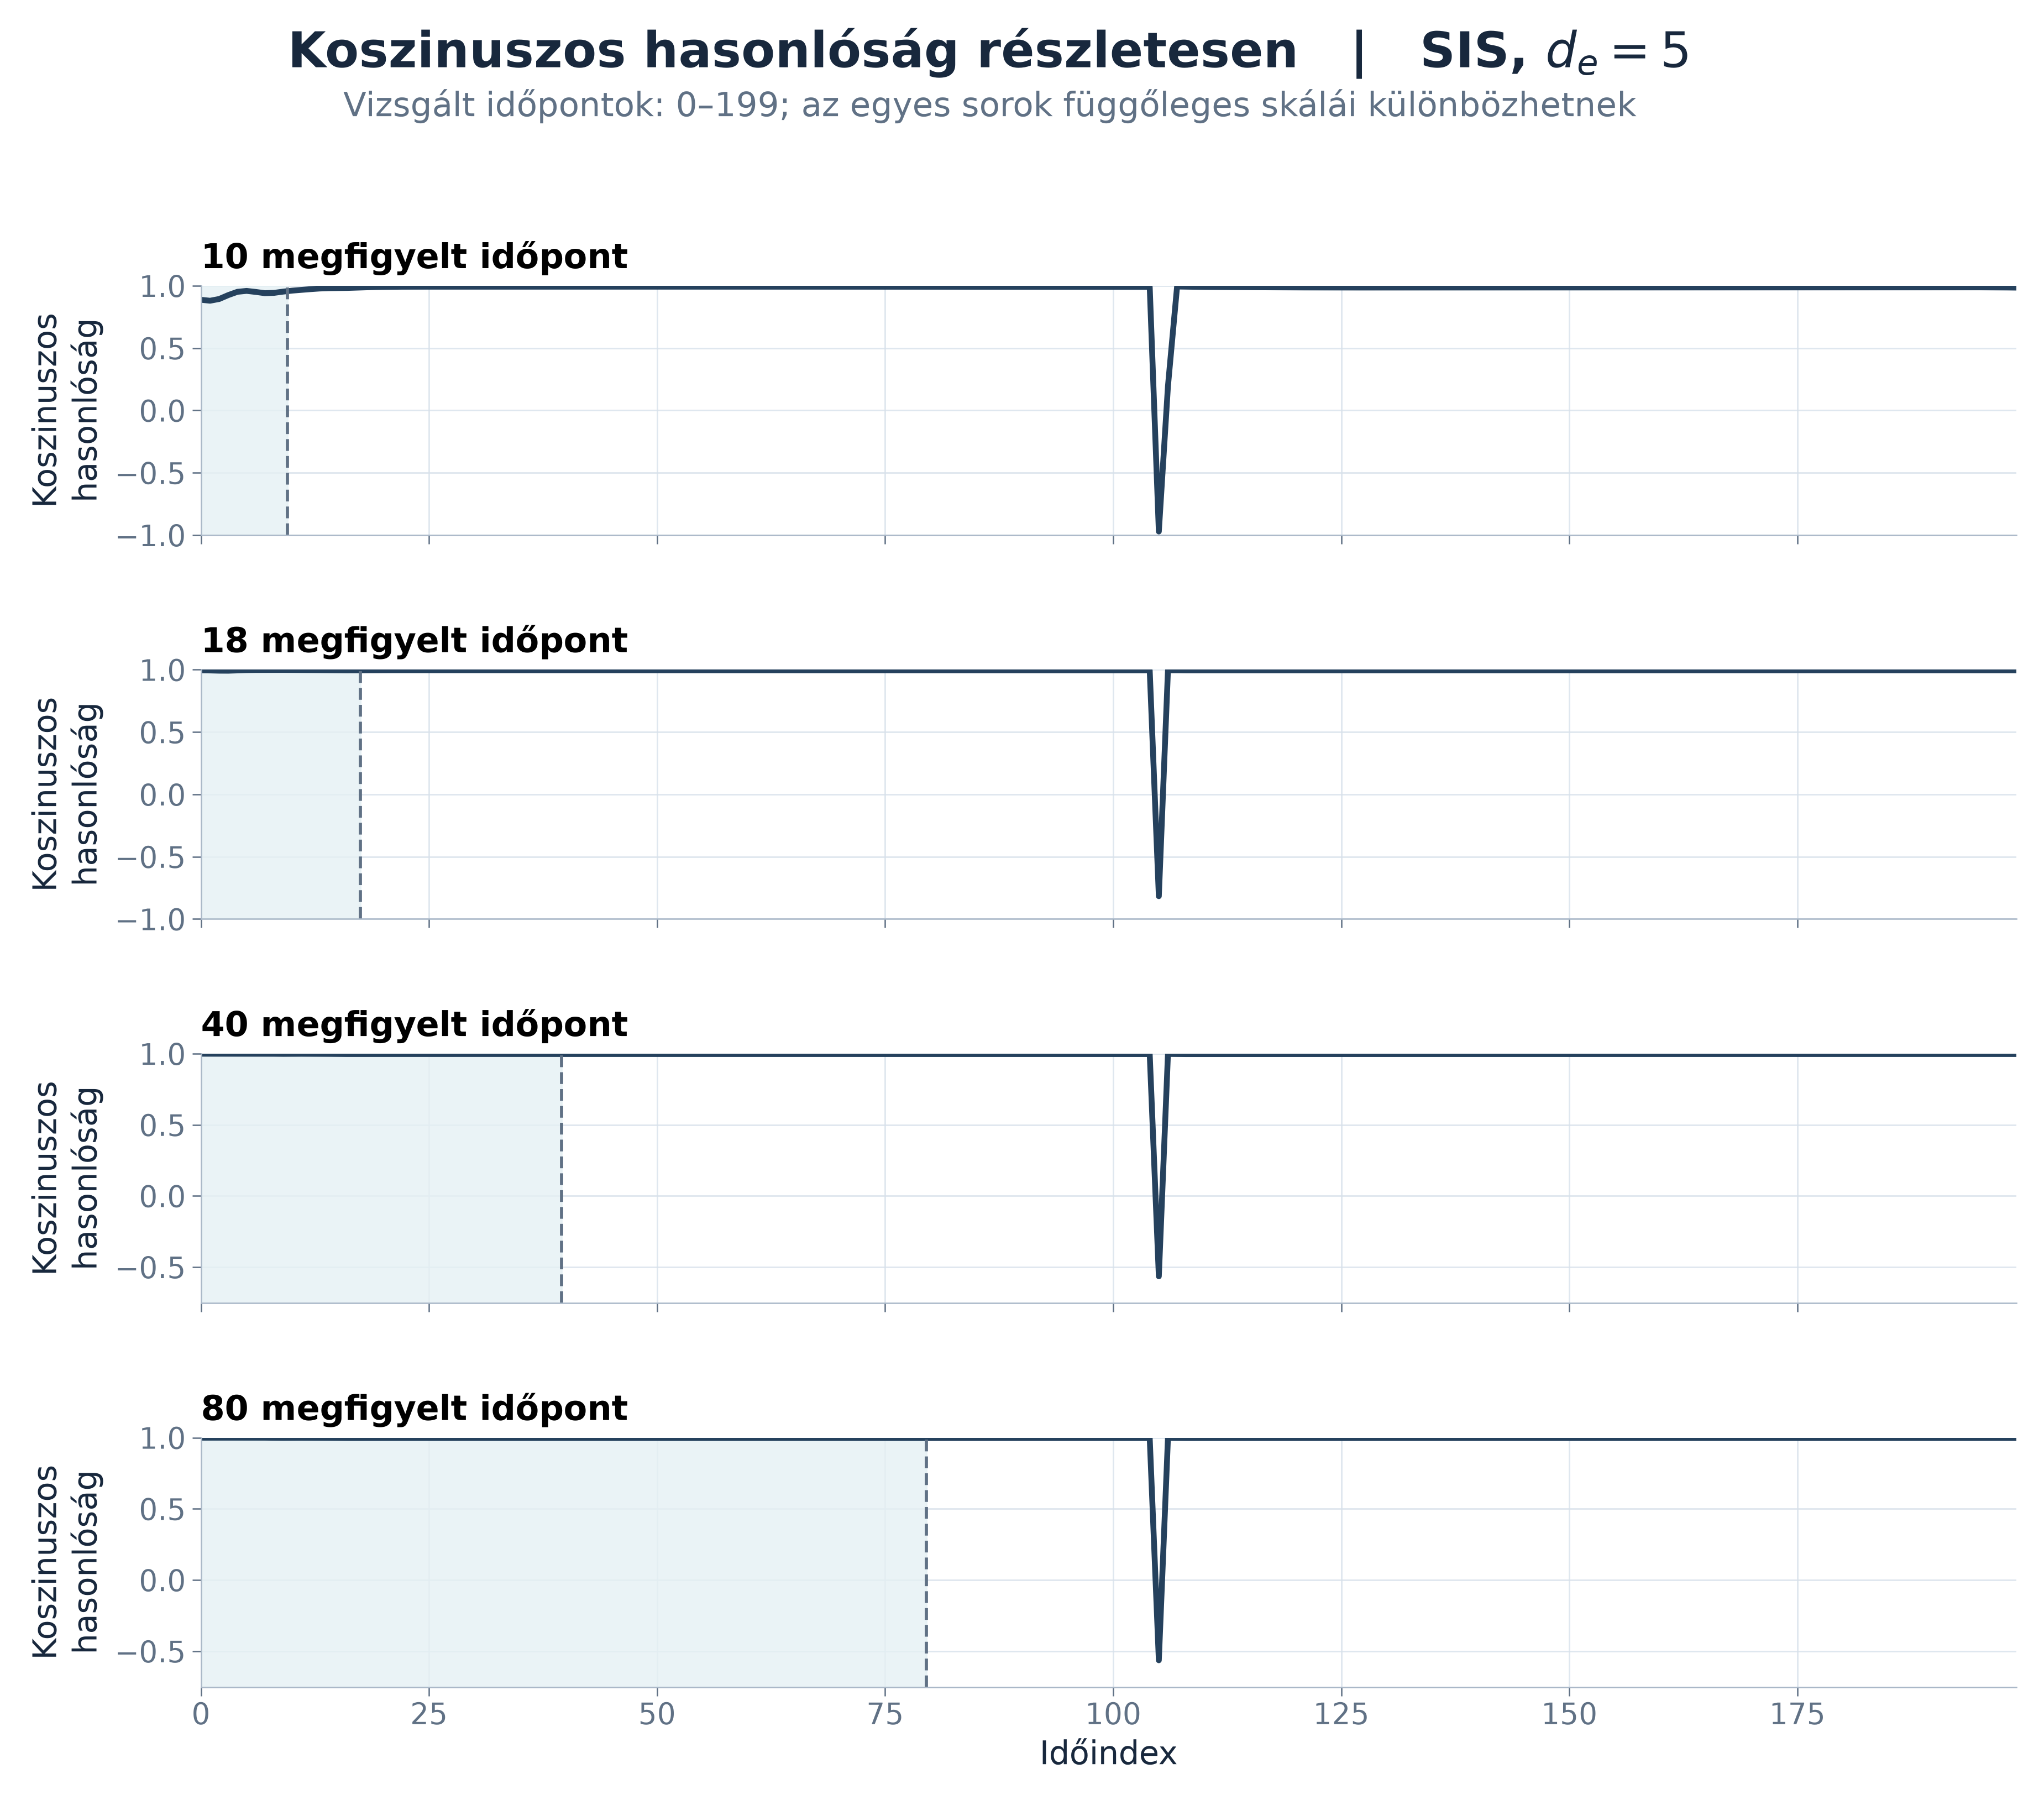 Koszinuszos hasonlóság részletesen | SIS, dₑ = 5
Vizsgált időpontok: 0–199; az egyes sorok függőleges skálái különbözhetnek
10 megfigyelt időpont
Koszinuszos
hasonlóság
1.0
0.5
0.0
−0.5
−1.0
18 megfigyelt időpont
Koszinuszos
hasonlóság
1.0
0.5
0.0
−0.5
−1.0
40 megfigyelt időpont
Koszinuszos
hasonlóság
1.0
0.5
0.0
−0.5
80 megfigyelt időpont
Koszinuszos
hasonlóság
1.0
0.5
0.0
−0.5
0 25 50 75 100 125 150 175
Időindex